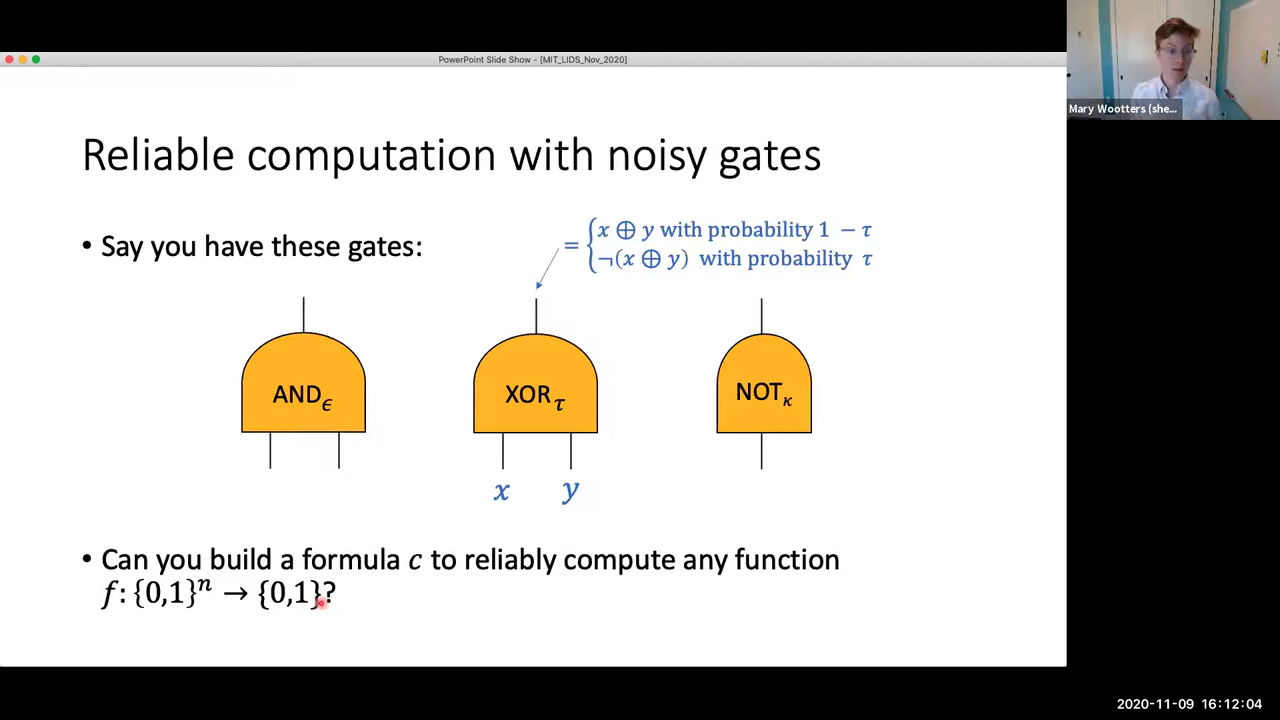 PowerPoint Slide Show - [MIT_LIDS_Nov_2020]
Mary Wootters (she...
Reliable computation with noisy gates
• Say you have these gates:
= { x ⊕ y with probability 1 − τ
¬(x ⊕ y) with probability τ
AND_ϵ
XOR_τ
NOT_κ
x
y
• Can you build a formula c to reliably compute any function
f: {0,1}ⁿ → {0,1}?
2020-11-09 16:12:04